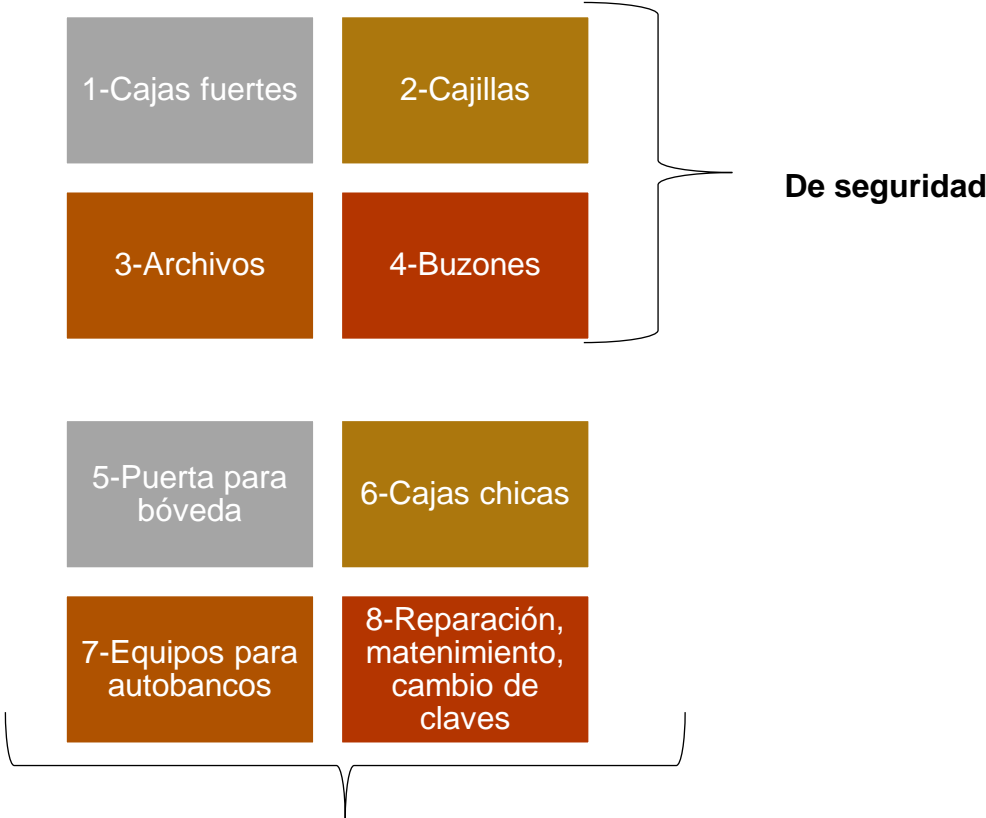 1-Cajas fuertes
2-Cajillas
De seguridad
3-Archivos
4-Buzones
5-Puerta para
bóveda
6-Cajas chicas
7-Equipos para
autobancos
8-Reparación,
matenimiento,
cambio de
claves